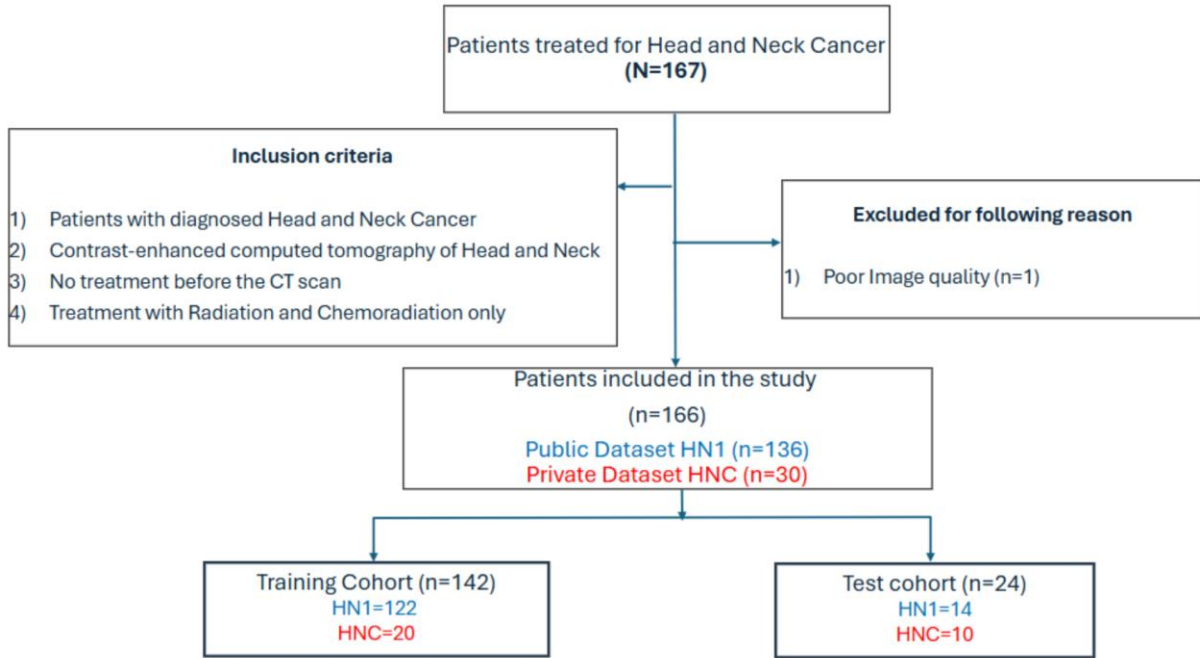 Patients treated for Head and Neck Cancer
(N=167)
Inclusion criteria
1) Patients with diagnosed Head and Neck Cancer
2) Contrast-enhanced computed tomography of Head and Neck
3) No treatment before the CT scan
4) Treatment with Radiation and Chemoradiation only
Excluded for following reason
1) Poor Image quality (n=1)
Patients included in the study
(n=166)
Public Dataset HN1 (n=136)
Private Dataset HNC (n=30)
Training Cohort (n=142)
HN1=122
HNC=20
Test cohort (n=24)
HN1=14
HNC=10